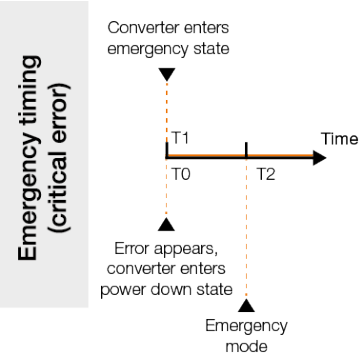 Emergency timing
(critical error)
Converter enters
emergency state
T1
Time
T0
T2
Error appears,
converter enters
power down state
Emergency
mode